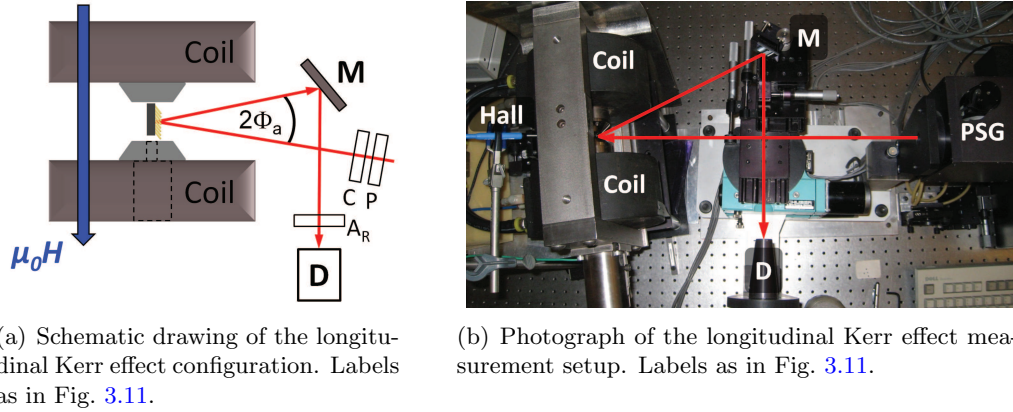 Coil
M
2Φa
C P
Coil
AR
D
μ0H
Coil
M
Hall
PSG
Coil
D
(a) Schematic drawing of the longitu-
dinal Kerr effect configuration. Labels
as in Fig. 3.11.
(b) Photograph of the longitudinal Kerr effect mea-
surement setup. Labels as in Fig. 3.11.